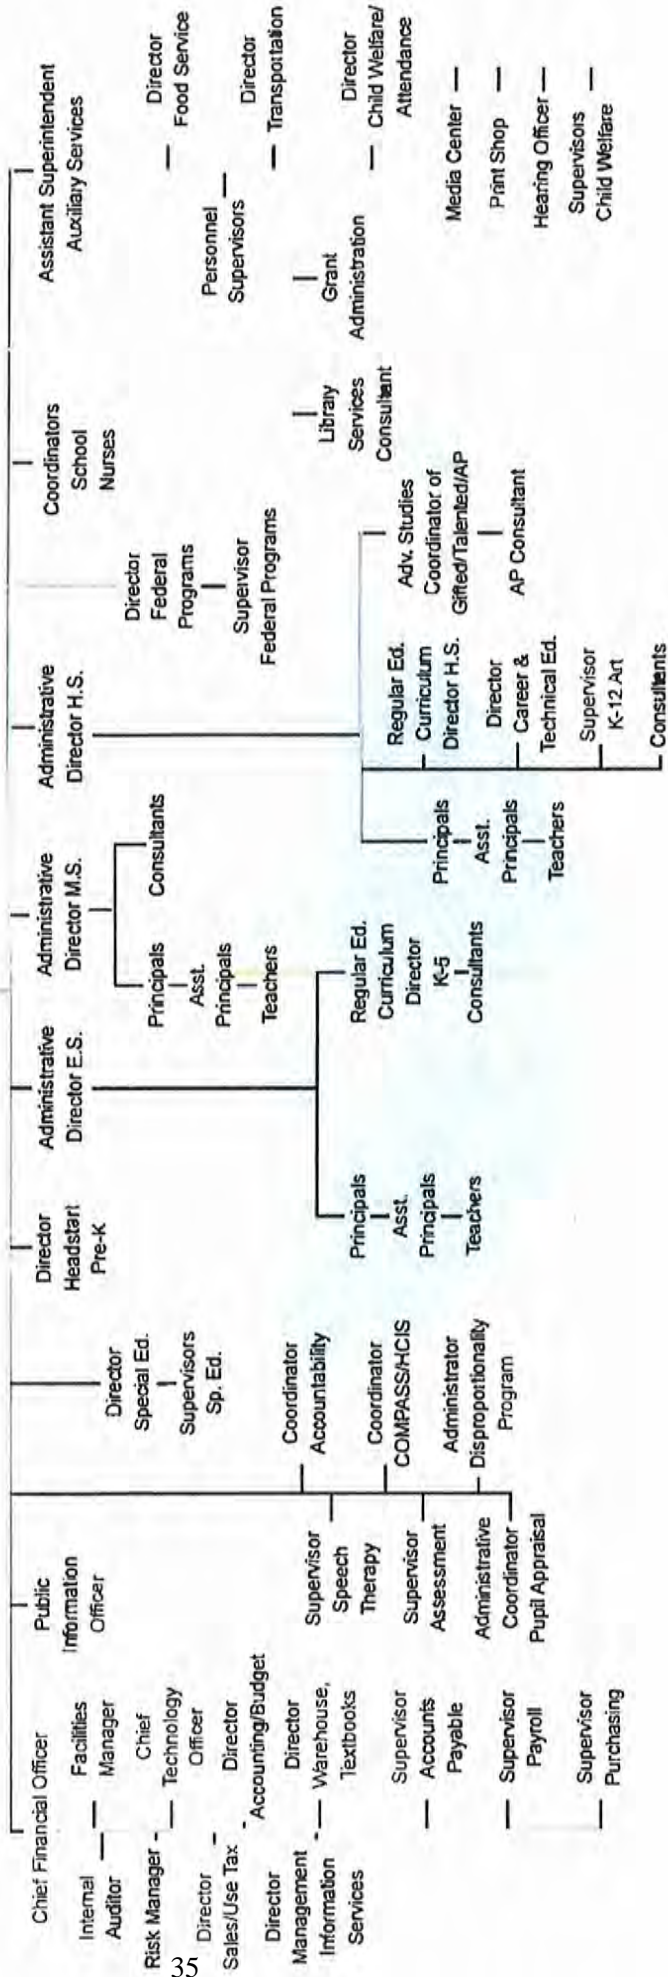 Chief Financial Officer
Internal
Auditor
Facilities
Manager
Risk Manager
Chief
Technology
Officer
Director
Sales/Use Tax
Director
Accounting/Budget
Director
Management
Information
Services
Director
Warehouse,
Textbooks
Supervisor
Accounts
Payable
Supervisor
Payroll
Supervisor
Purchasing
Public
Information
Officer
Supervisor
Speech
Therapy
Supervisor
Assessment
Administrative
Coordinator
Pupil Appraisal
Coordinator
Accountability
Coordinator
COMPASS/HCIS
Administrator
Disproportionality
Program
Director
Special Ed.
Supervisors
Sp. Ed.
Director
Headstart
Pre-K
Administrative
Director E.S.
Principals
Asst.
Principals
Teachers
Regular Ed.
Curriculum
Director
K-5
Consultants
Administrative
Director M.S.
Principals
Asst.
Principals
Teachers
Consultants
Administrative
Director H.S.
Principals
Asst.
Principals
Teachers
Regular Ed.
Curriculum
Director H.S.
Director
Career &
Technical Ed.
Supervisor
K-12 Art
Consultents
Adv. Studies
Coordinator of
Gifted/Talented/AP
AP Consultant
Director
Federal
Programs
Supervisor
Federal Programs
Coordinators
School
Nurses
Library
Services
Consultant
Grant
Administration
Personnel
Supervisors
Assistant Superintendent
Auxiliary Services
Director
Food Service
Director
Transportation
Director
Child Welfare/
Attendance
Media Center
Print Shop
Hearing Officer
Supervisors
Child Welfare
35